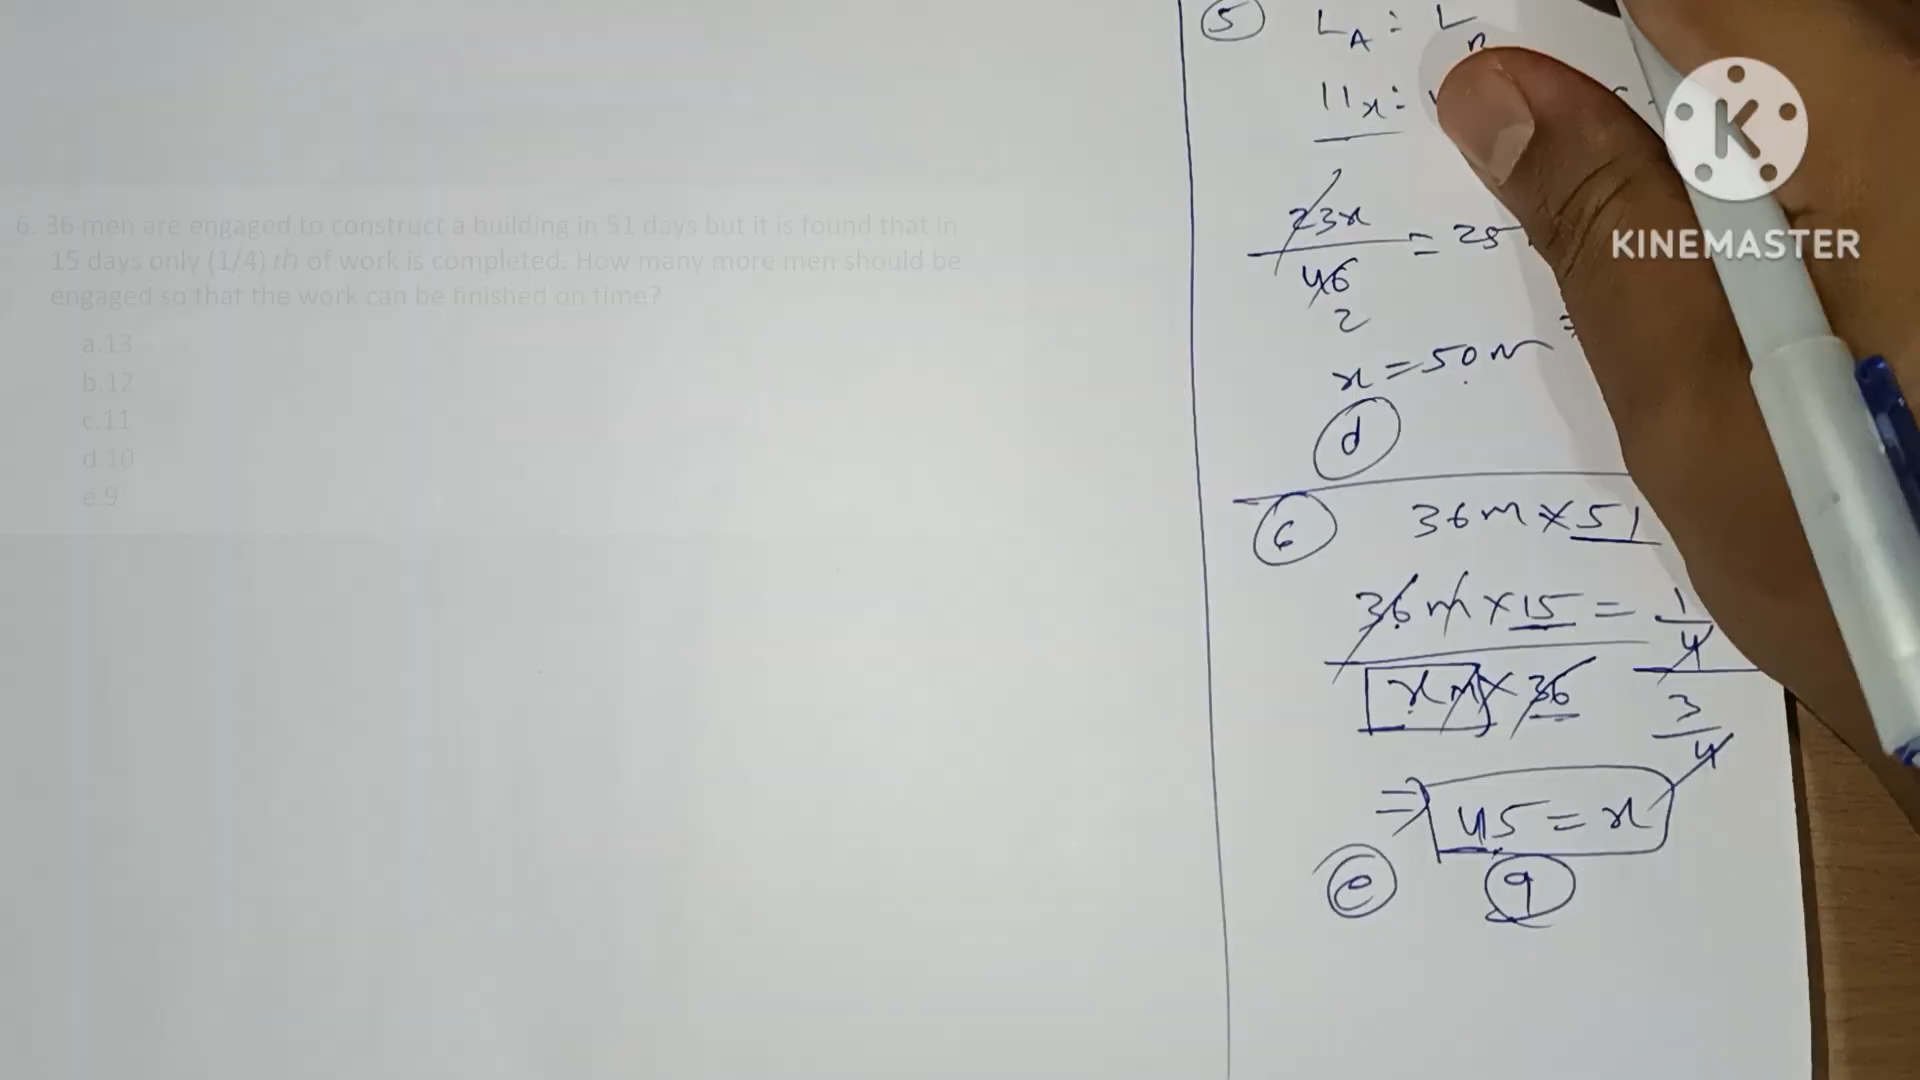 6. 36 men are engaged to construct a building in 51 days but it is found that in
15 days only (1/4) th of work is completed. How many more men should be
engaged so that the work can be finished on time?
a.13
b.12
c.11
d.10
e.9
5 L_A : L
11x :
23x / 46 = 25
2
x = 50m
d
6 36m × 51
36m × 15 = 1/4
xm × 36 3/4
⇒ 45 = x
e 9
K
KINEMASTER